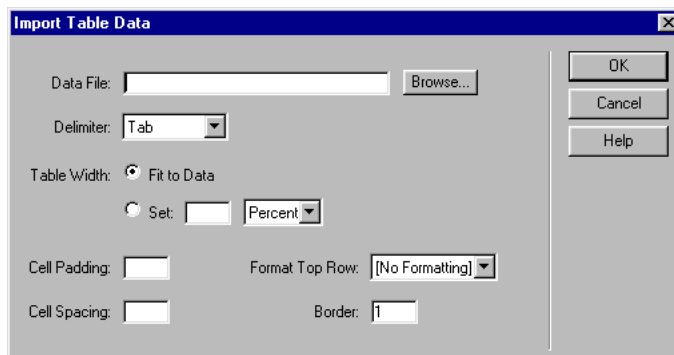 Import Table Data
Data File: Browse... OK
Delimiter: Tab Cancel
Table Width: Fit to Data Help
Set: Percent
Cell Padding: Format Top Row: [No Formatting]
Cell Spacing: Border: 1